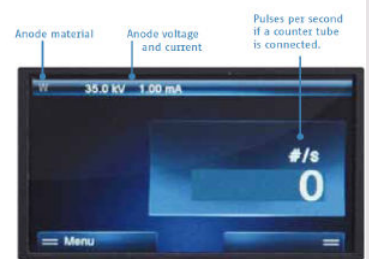 Anode material
Anode voltage
and current
Pulses per second
if a counter tube
is connected.
W 35.0 kV 1.00 mA
#/s
0
Menu